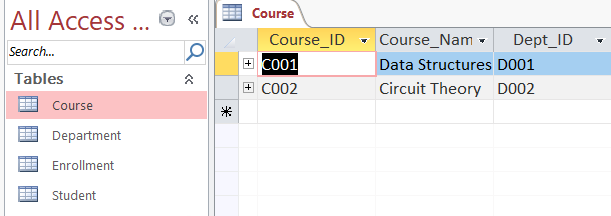 All Access ...
Search...
Tables
Course
Department
Enrollment
Student
Course
Course_ID Course_Nam Dept_ID
C001 Data Structures D001
C002 Circuit Theory D002